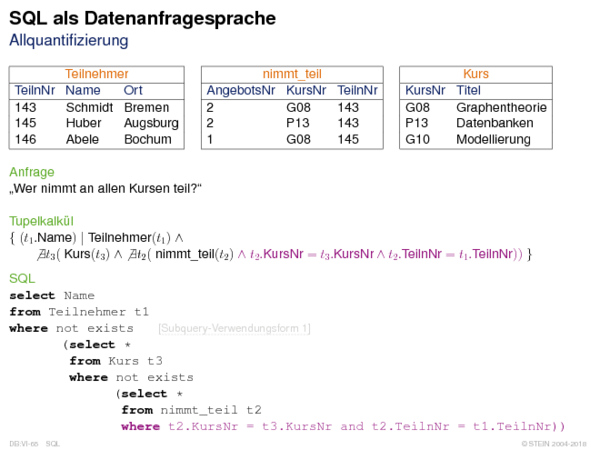 SQL als Datenanfragesprache
Allquantifizierung
Teilnehmer
TeilnNr Name Ort
143 Schmidt Bremen
145 Huber Augsburg
146 Abele Bochum
nimmt_teil
AngebotsNr KursNr TeilnNr
2 G08 143
2 P13 143
1 G08 145
Kurs
KursNr Titel
G08 Graphentheorie
P13 Datenbanken
G10 Modellierung
Anfrage
„Wer nimmt an allen Kursen teil?“
Tupelkalkül
{ (t₁.Name) | Teilnehmer(t₁) ∧
∄t₃( Kurs(t₃) ∧ ∄t₂( nimmt_teil(t₂) ∧ t₂.KursNr = t₃.KursNr ∧ t₂.TeilnNr = t₁.TeilnNr)) }
SQL
select Name
from Teilnehmer t1
where not exists [Subquery-Verwendungsform 1]
(select *
from Kurs t3
where not exists
(select *
from nimmt_teil t2
where t2.KursNr = t3.KursNr and t2.TeilnNr = t1.TeilnNr))
DB:VI-65 SQL © STEIN 2004-2018